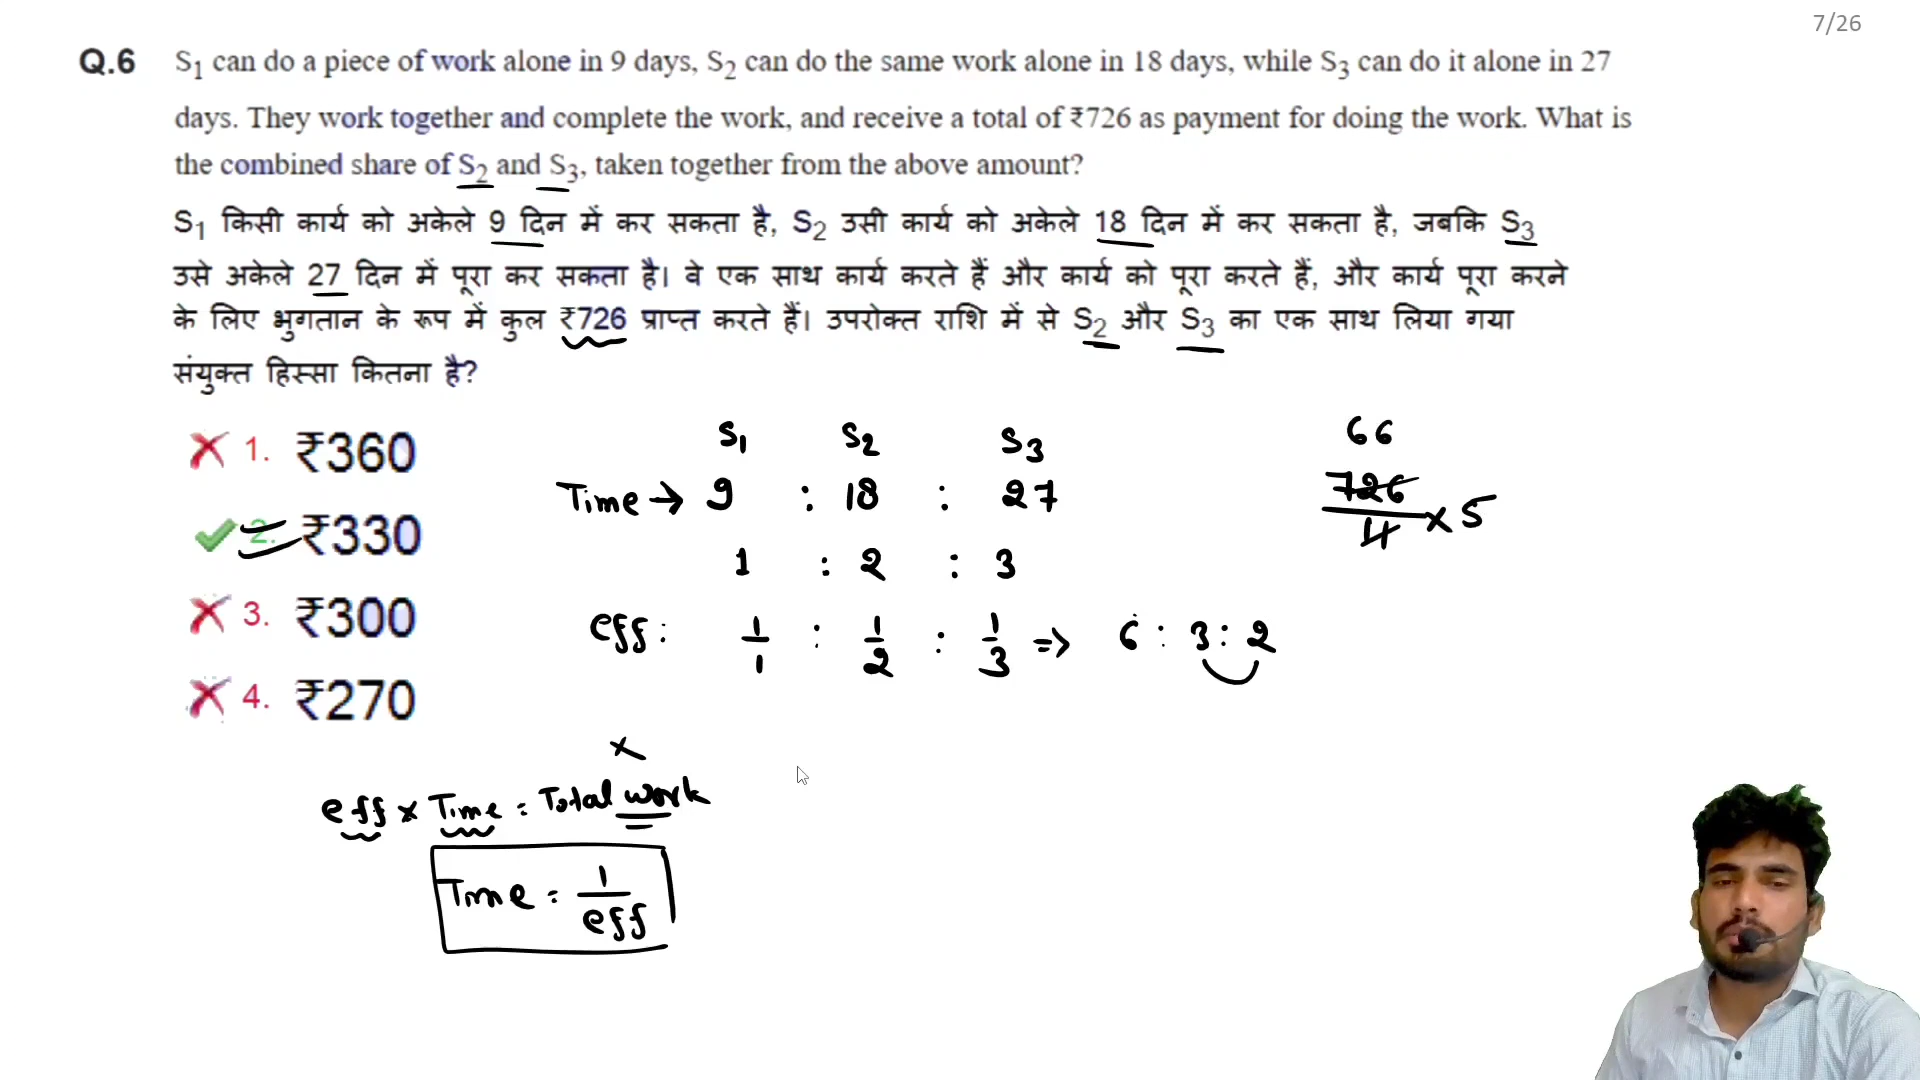 7/26
Q.6 S₁ can do a piece of work alone in 9 days, S₂ can do the same work alone in 18 days, while S₃ can do it alone in 27
days. They work together and complete the work, and receive a total of ₹726 as payment for doing the work. What is
the combined share of S₂ and S₃, taken together from the above amount?
S₁ किसी कार्य को अकेले 9 दिन में कर सकता है, S₂ उसी कार्य को अकेले 18 दिन में कर सकता है, जबकि S₃
उसे अकेले 27 दिन में पूरा कर सकता है। वे एक साथ कार्य करते हैं और कार्य को पूरा करते हैं, और कार्य पूरा करने
के लिए भुगतान के रूप में कुल ₹726 प्राप्त करते हैं। उपरोक्त राशि में से S₂ और S₃ का एक साथ लिया गया
संयुक्त हिस्सा कितना है?
1. ₹360
2. ₹330
3. ₹300
4. ₹270
S₁ S₂ S₃
Time → 9 : 18 : 27
1 : 2 : 3
eff: 1/1 : 1/2 : 1/3 ⇒ 6 : 3 : 2
66
726/11 × 5
x
eff × Time = Total work
Time = 1/eff